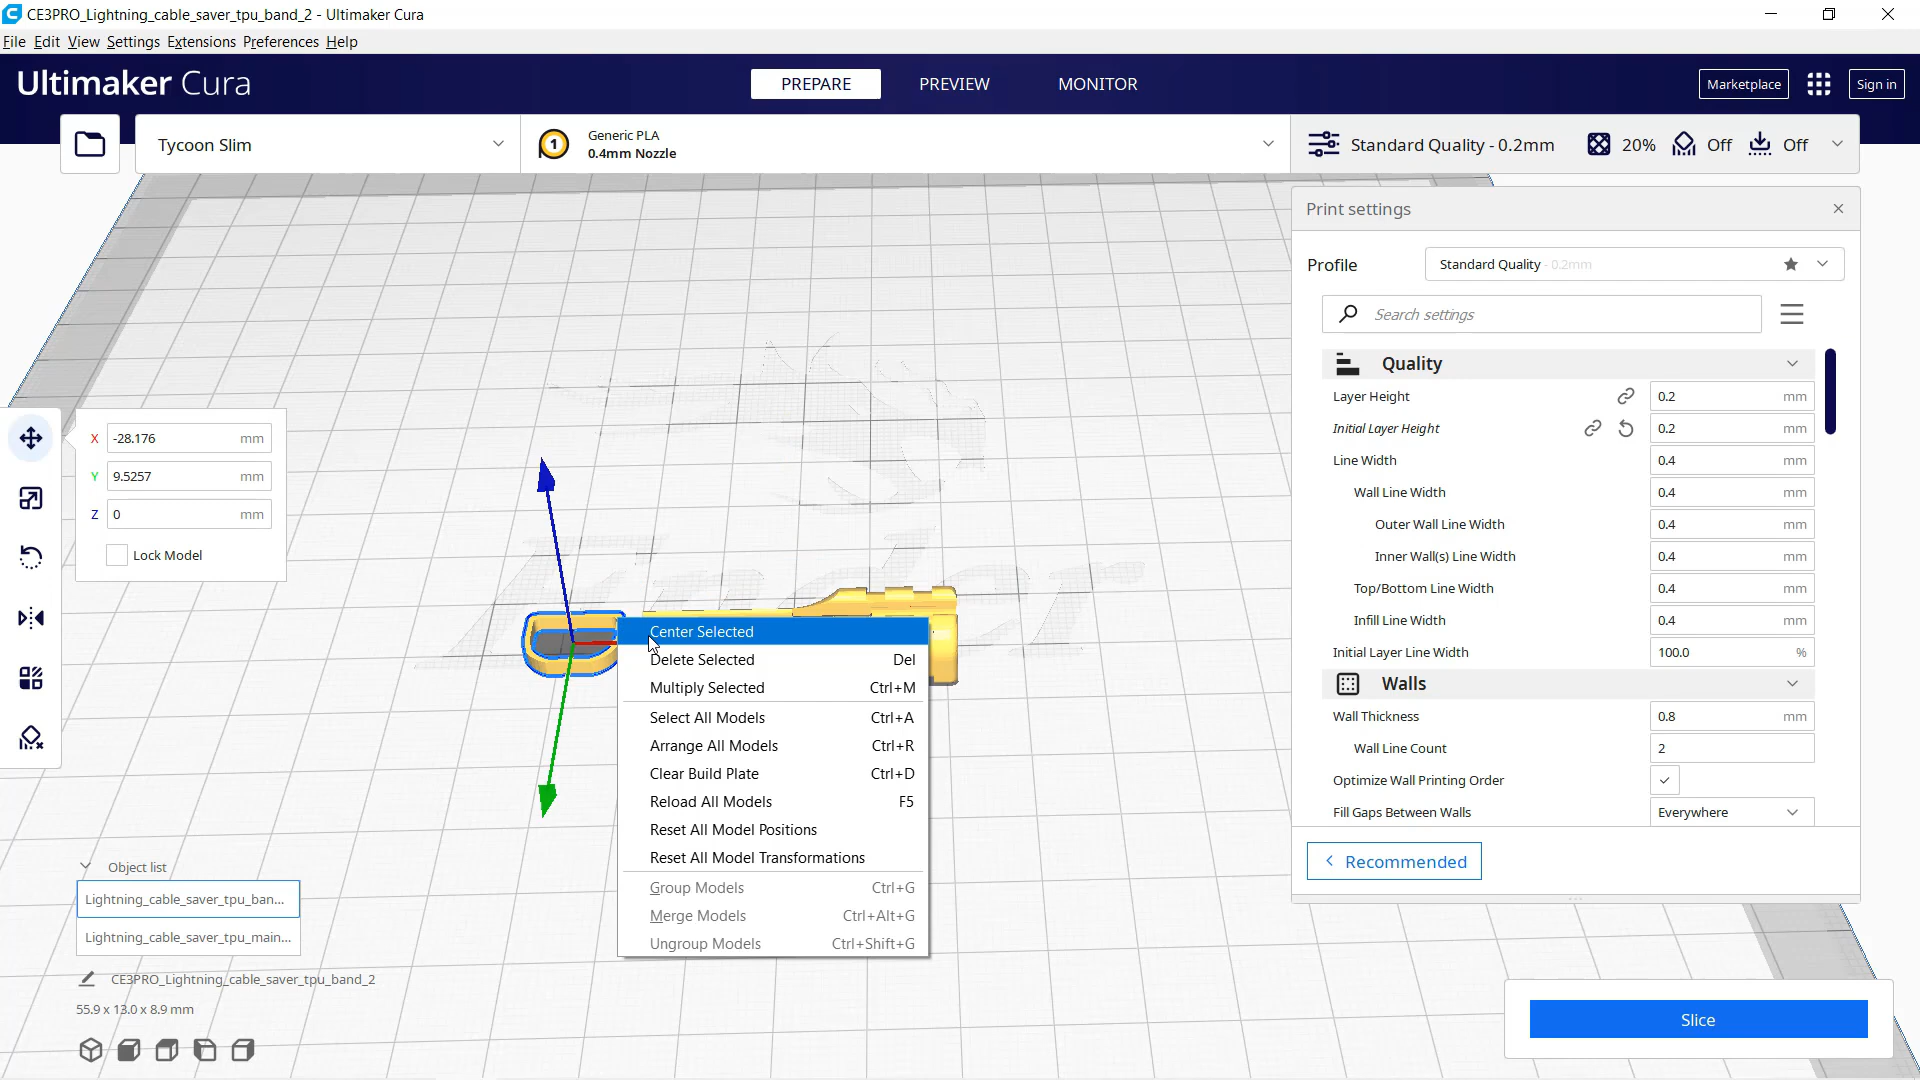 CE3PRO_Lightning_cable_saver_tpu_band_2 - Ultimaker Cura
File Edit View Settings Extensions Preferences Help
Ultimaker Cura
PREPARE PREVIEW MONITOR
Marketplace Sign in
Tycoon Slim
1 Generic PLA
0.4mm Nozzle
Standard Quality - 0.2mm 20% Off Off
Print settings
Profile Standard Quality - 0.2mm
Search settings
Quality
Layer Height 0.2 mm
Initial Layer Height 0.2 mm
Line Width 0.4 mm
Wall Line Width 0.4 mm
Outer Wall Line Width 0.4 mm
Inner Wall(s) Line Width 0.4 mm
Top/Bottom Line Width 0.4 mm
Infill Line Width 0.4 mm
Initial Layer Line Width 100.0 %
Walls
Wall Thickness 0.8 mm
Wall Line Count 2
Optimize Wall Printing Order
Fill Gaps Between Walls Everywhere
Recommended
X -28.176 mm
Y 9.5257 mm
Z 0 mm
Lock Model
Center Selected
Delete Selected Del
Multiply Selected Ctrl+M
Select All Models Ctrl+A
Arrange All Models Ctrl+R
Clear Build Plate Ctrl+D
Reload All Models F5
Reset All Model Positions
Reset All Model Transformations
Group Models Ctrl+G
Merge Models Ctrl+Alt+G
Ungroup Models Ctrl+Shift+G
Object list
Lightning_cable_saver_tpu_ban...
Lightning_cable_saver_tpu_main...
CE3PRO_Lightning_cable_saver_tpu_band_2
55.9 x 13.0 x 8.9 mm
Slice